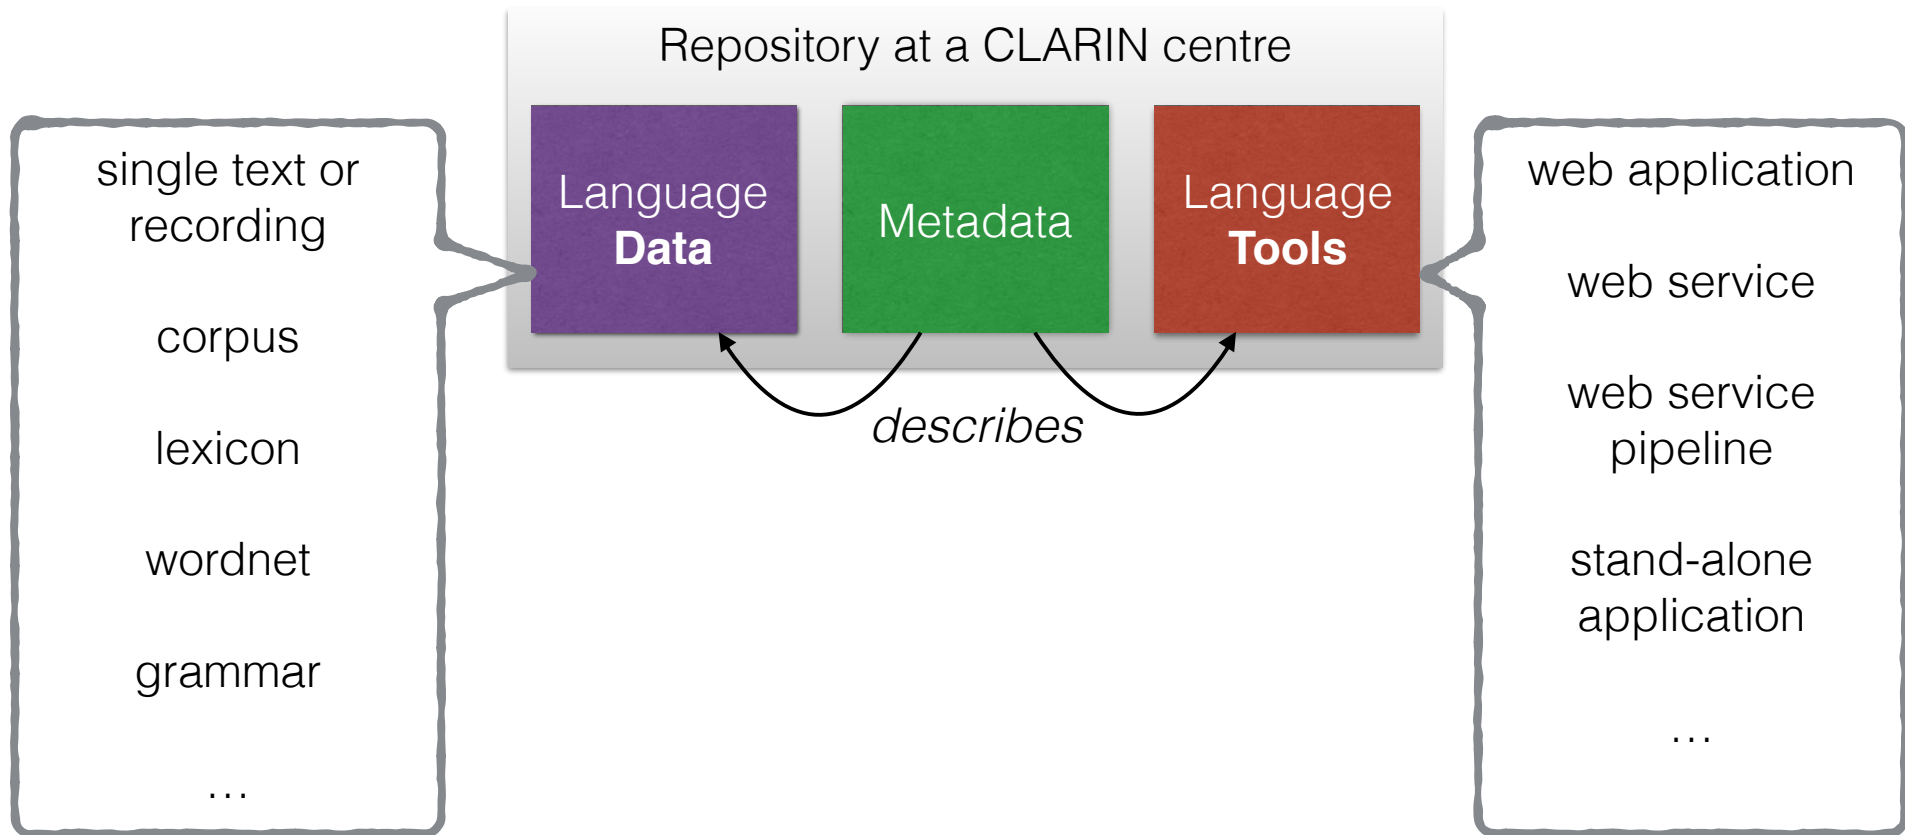 Repository at a CLARIN centre
single text or
recording
corpus
lexicon
wordnet
grammar
…
Language
Data
Metadata
Language
Tools
describes
web application
web service
web service
pipeline
stand-alone
application
…